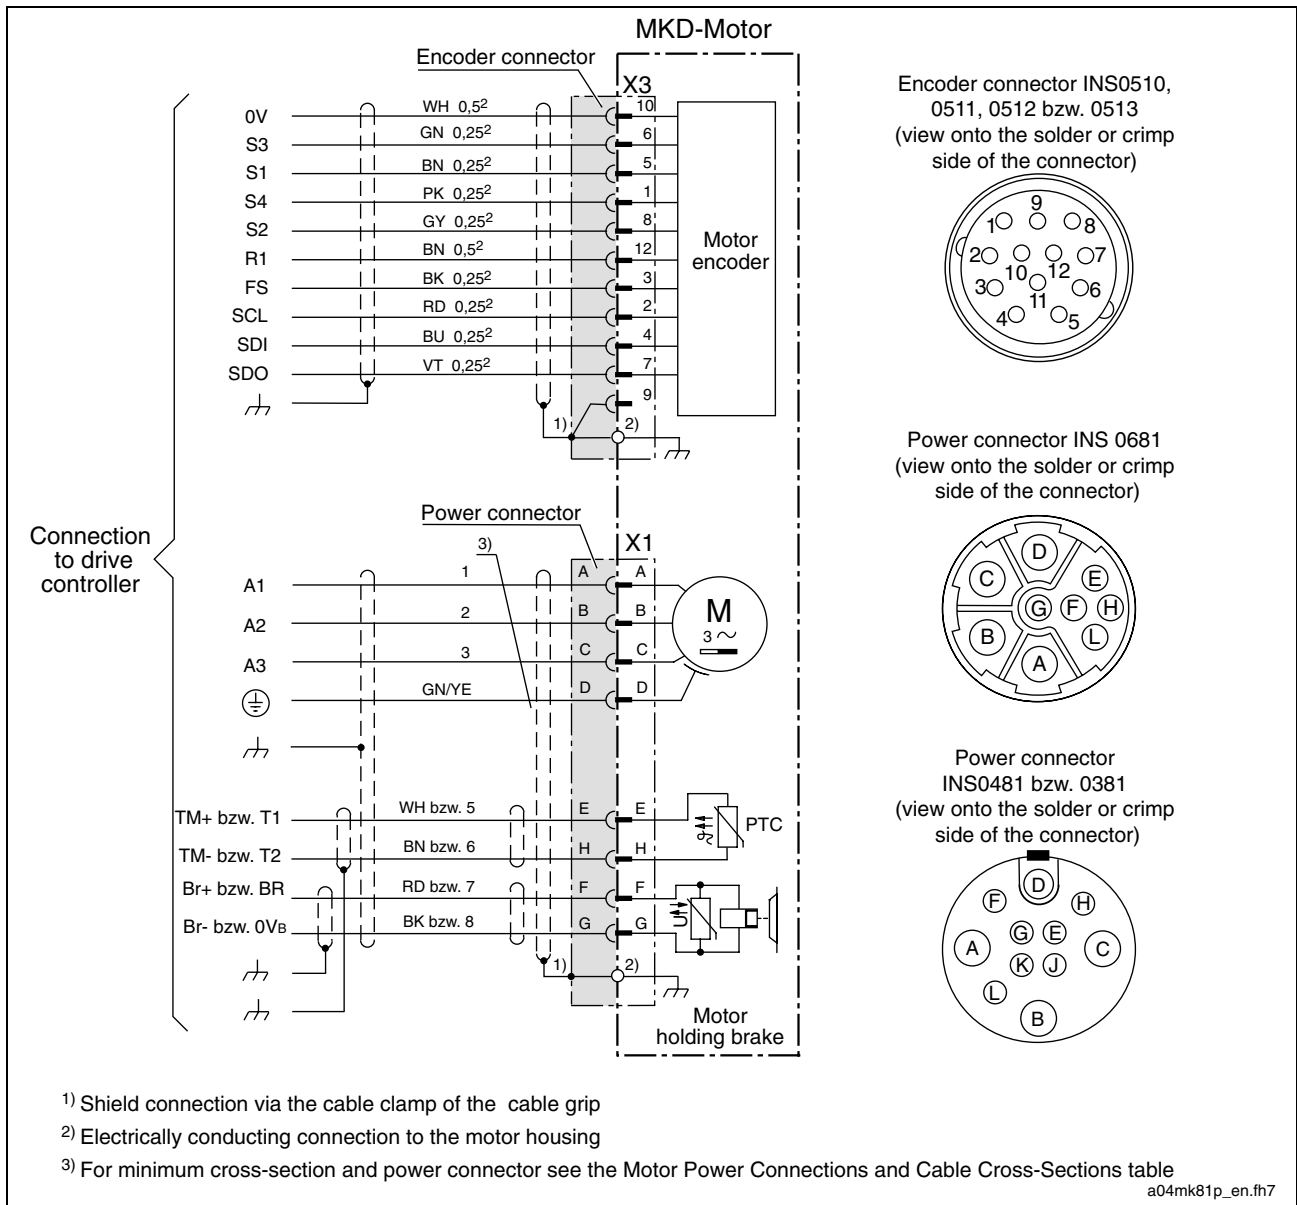 MKD-Motor
Encoder connector
X3
0V WH 0,5² 10
S3 GN 0,25² 6
S1 BN 0,25² 5
S4 PK 0,25² 1
S2 GY 0,25² 8
R1 BN 0,5² 12
FS BK 0,25² 3
SCL RD 0,25² 2
SDI BU 0,25² 4
SDO VT 0,25² 7
9
1) 2)
Motor
encoder
Connection
to drive
controller
Power connector
X1
3)
A1 1 A A
A2 2 B B
A3 3 C C
GN/YE D D
M
3 ~
TM+ bzw. T1 WH bzw. 5 E E
TM- bzw. T2 BN bzw. 6 H H
Br+ bzw. BR RD bzw. 7 F F
Br- bzw. 0VB BK bzw. 8 G G
ϑ
PTC
U
1) 2)
Motor
holding brake
Encoder connector INS0510,
0511, 0512 bzw. 0513
(view onto the solder or crimp
side of the connector)
9
1 8
2 10 12 7
3 11 6
4 5
Power connector INS 0681
(view onto the solder or crimp
side of the connector)
D
C E
G F H
B L
A
Power connector
INS0481 bzw. 0381
(view onto the solder or crimp
side of the connector)
D
F H
G E
A C
K J
L
B
1) Shield connection via the cable clamp of the cable grip
2) Electrically conducting connection to the motor housing
3) For minimum cross-section and power connector see the Motor Power Connections and Cable Cross-Sections table
a04mk81p_en.fh7